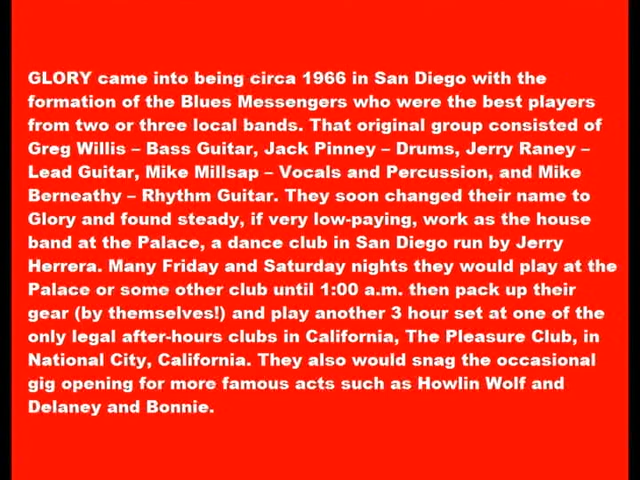 GLORY came into being circa 1966 in San Diego with the
formation of the Blues Messengers who were the best players
from two or three local bands. That original group consisted of
Greg Willis – Bass Guitar, Jack Pinney – Drums, Jerry Raney –
Lead Guitar, Mike Millsap – Vocals and Percussion, and Mike
Berneathy – Rhythm Guitar. They soon changed their name to
Glory and found steady, if very low-paying, work as the house
band at the Palace, a dance club in San Diego run by Jerry
Herrera. Many Friday and Saturday nights they would play at the
Palace or some other club until 1:00 a.m. then pack up their
gear (by themselves!) and play another 3 hour set at one of the
only legal after-hours clubs in California, The Pleasure Club, in
National City, California. They also would snag the occasional
gig opening for more famous acts such as Howlin Wolf and
Delaney and Bonnie.